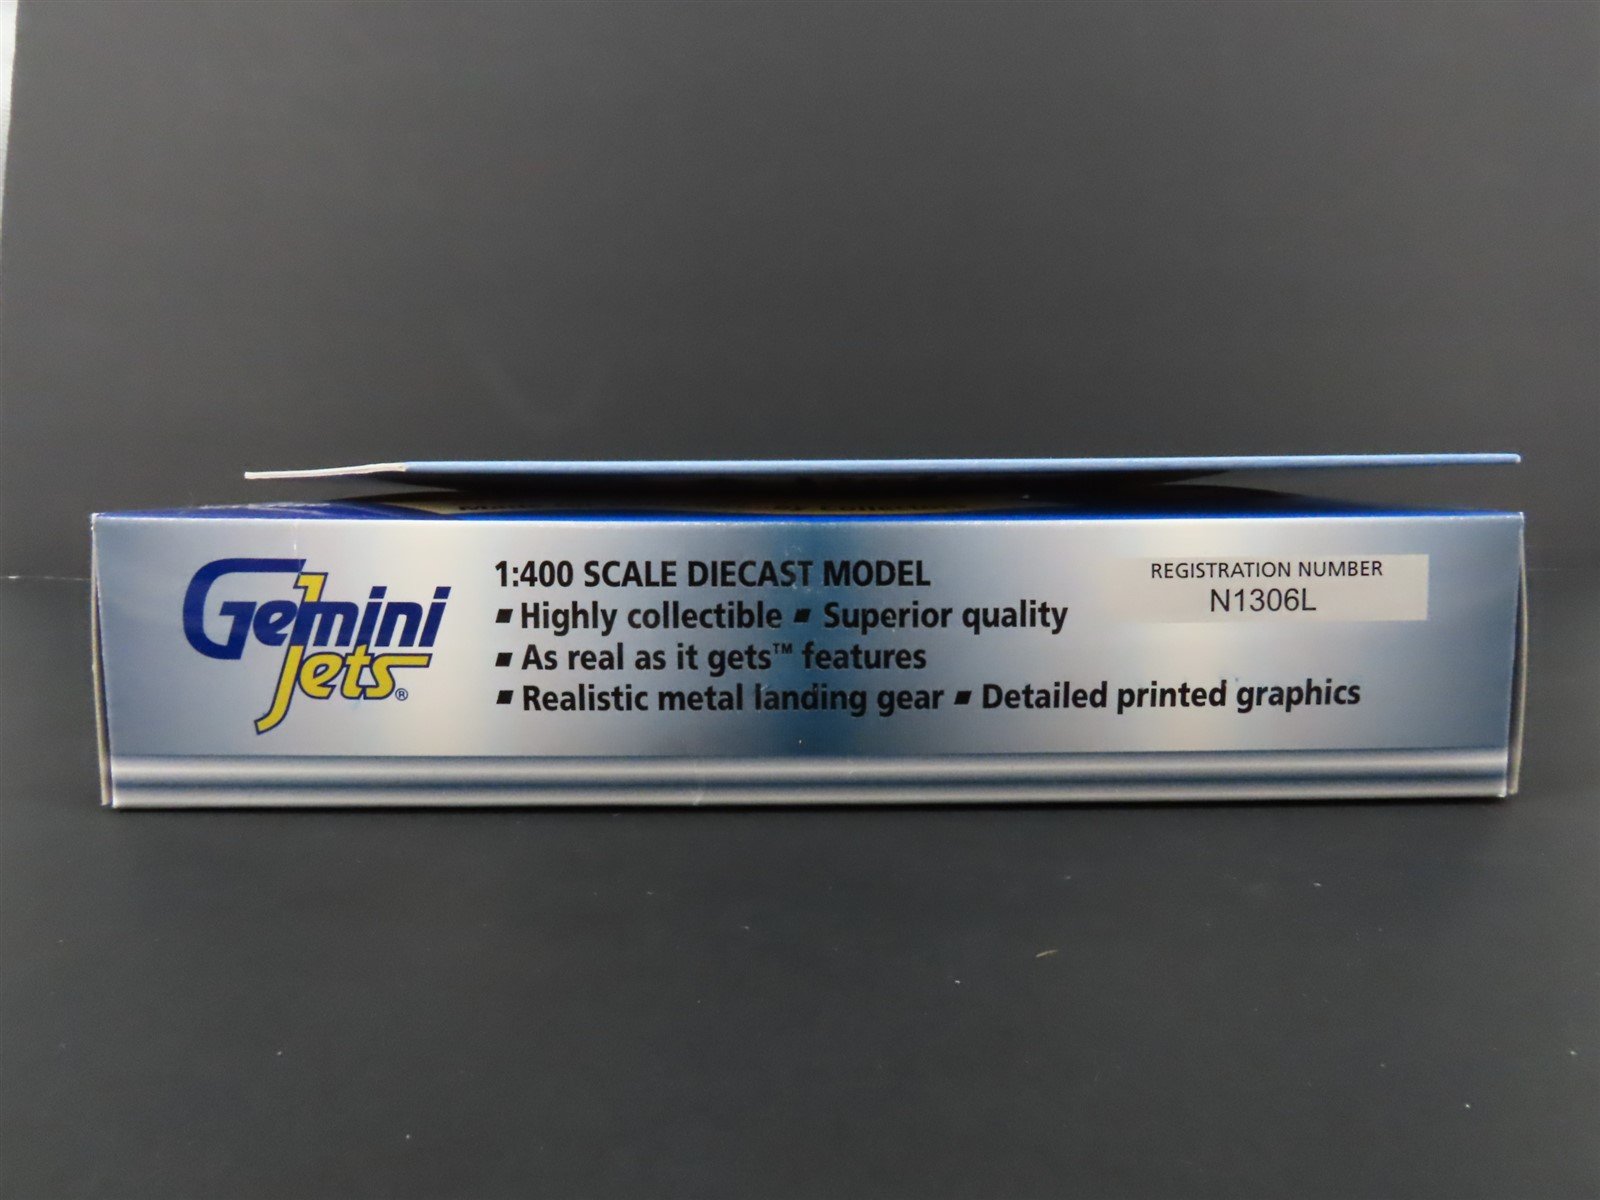 Gemini
Jets®
1:400 SCALE DIECAST MODEL
▪ Highly collectible ▪ Superior quality
▪ As real as it gets™ features
▪ Realistic metal landing gear ▪ Detailed printed graphics
REGISTRATION NUMBER
N1306L